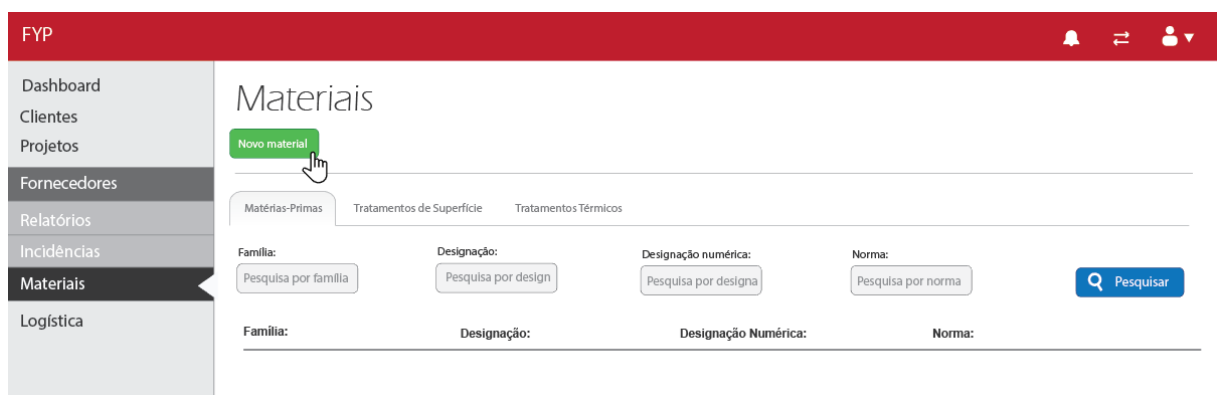 FYP
Dashboard
Clientes
Projetos
Fornecedores
Relatórios
Incidências
Materiais
Logística
Materiais
Novo material
Matérias-Primas Tratamentos de Superfície Tratamentos Térmicos
Família: Designação: Designação numérica: Norma:
Pesquisa por família Pesquisa por design Pesquisa por designa Pesquisa por norma Pesquisar
Família: Designação: Designação Numérica: Norma: